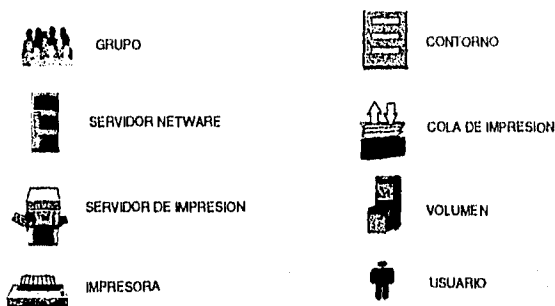 GRUPO
CONTORNO
SERVIDOR NETWARE
COLA DE IMPRESION
SERVIDOR DE IMPRESION
VOLUMEN
IMPRESORA
USUARIO